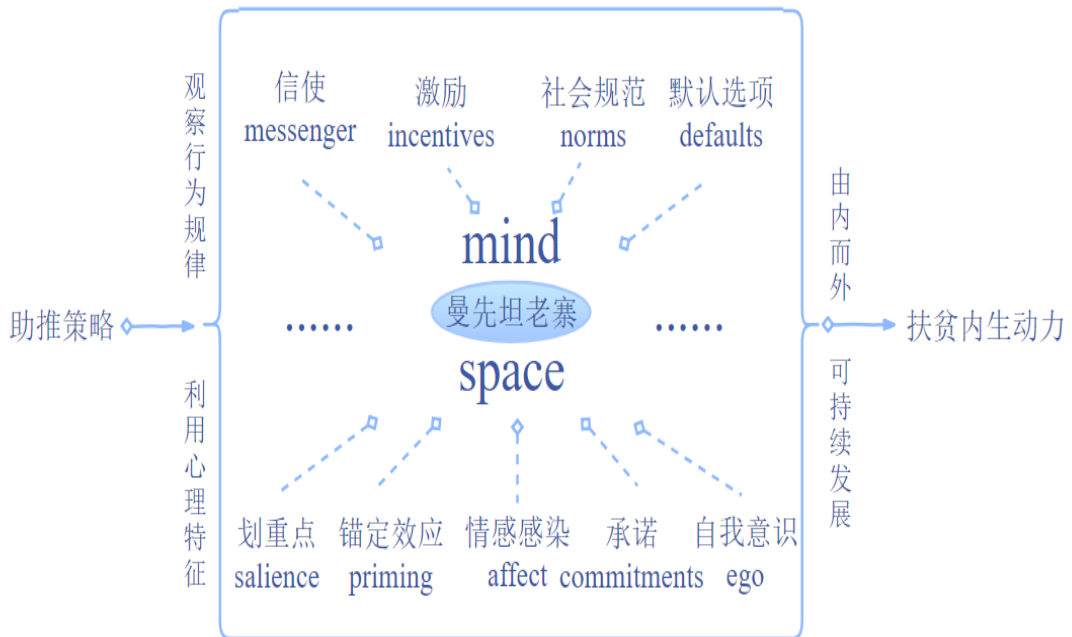 助推策略
观察行为规律
利用心理特征
信使
messenger
激励
incentives
社会规范
norms
默认选项
defaults
mind
……
曼先坦老寨
……
space
划重点
salience
锚定效应
priming
情感感染
affect
承诺
commitments
自我意识
ego
由内而外
可持续发展
扶贫内生动力